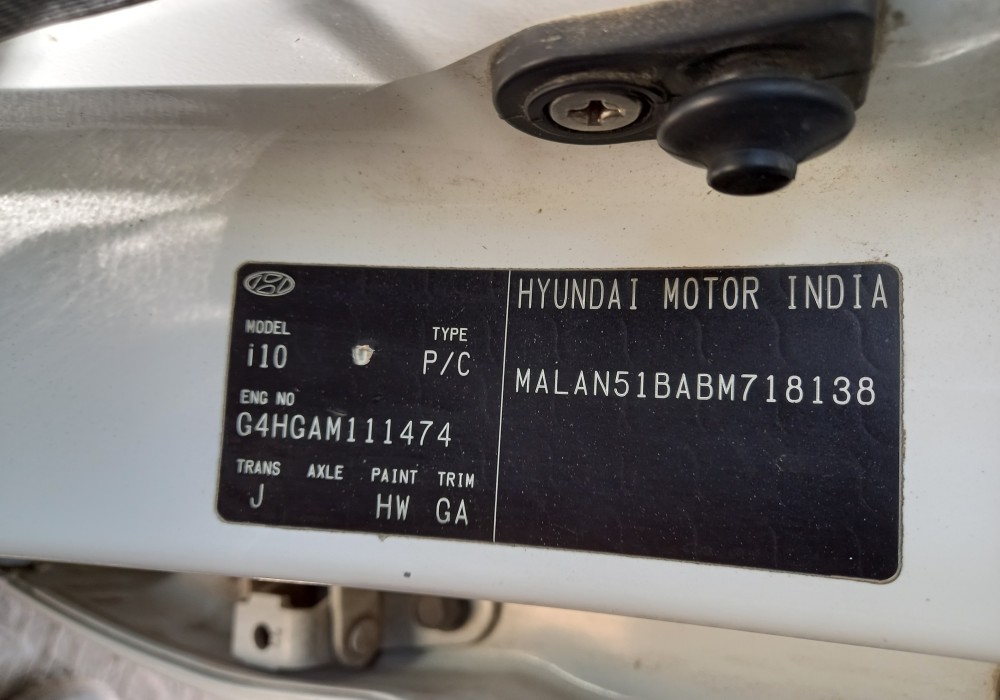 MODEL TYPE
i10 P/C
ENG NO
G4HGAM111474
TRANS AXLE PAINT TRIM
J HW GA
HYUNDAI MOTOR INDIA
MALAN51BABM718138